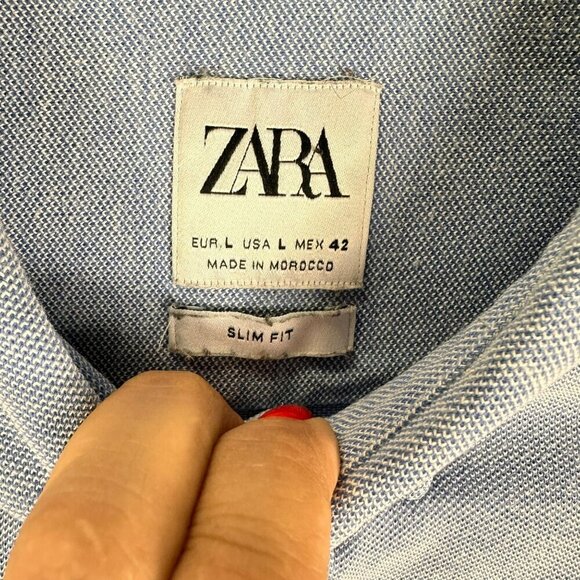 ZARA
EUR L USA L MEX 42
MADE IN MOROCCO
SLIM FIT